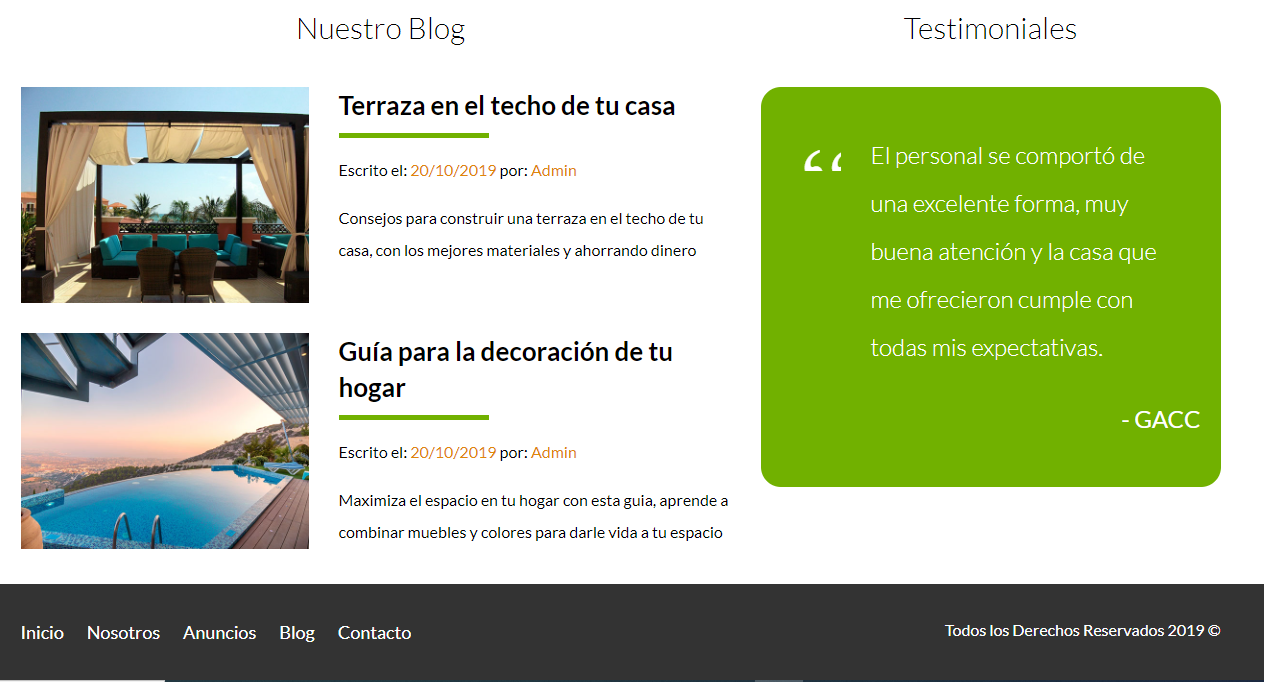 Nuestro Blog
Terraza en el techo de tu casa
Escrito el: 20/10/2019 por: Admin
Consejos para construir una terraza en el techo de tu
casa, con los mejores materiales y ahorrando dinero
Guía para la decoración de tu
hogar
Escrito el: 20/10/2019 por: Admin
Maximiza el espacio en tu hogar con esta guia, aprende a
combinar muebles y colores para darle vida a tu espacio
Testimoniales
“ El personal se comportó de
una excelente forma, muy
buena atención y la casa que
me ofrecieron cumple con
todas mis expectativas.
- GACC
Inicio Nosotros Anuncios Blog Contacto
Todos los Derechos Reservados 2019 ©